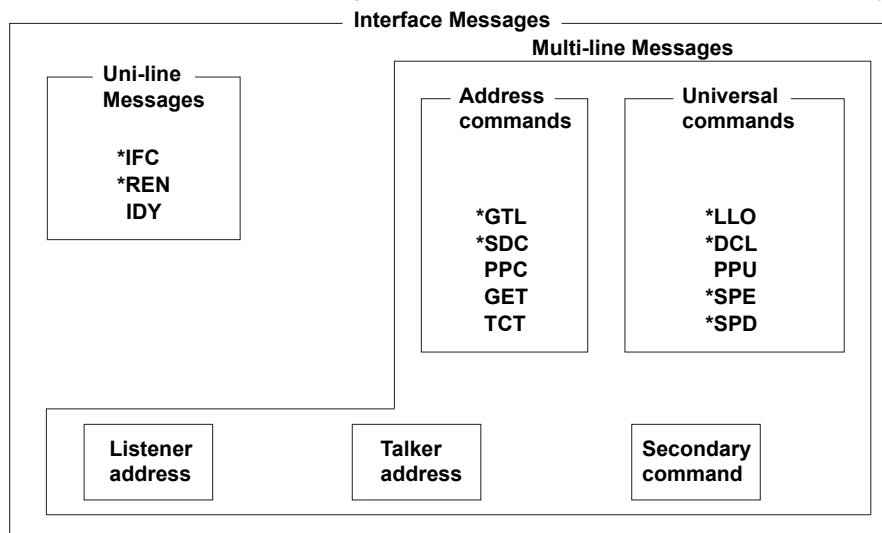 Interface Messages
Multi-line Messages
Uni-line
Messages
*IFC
*REN
IDY
Address
commands
*GTL
*SDC
PPC
GET
TCT
Universal
commands
*LLO
*DCL
PPU
*SPE
*SPD
Listener
address
Talker
address
Secondary
command